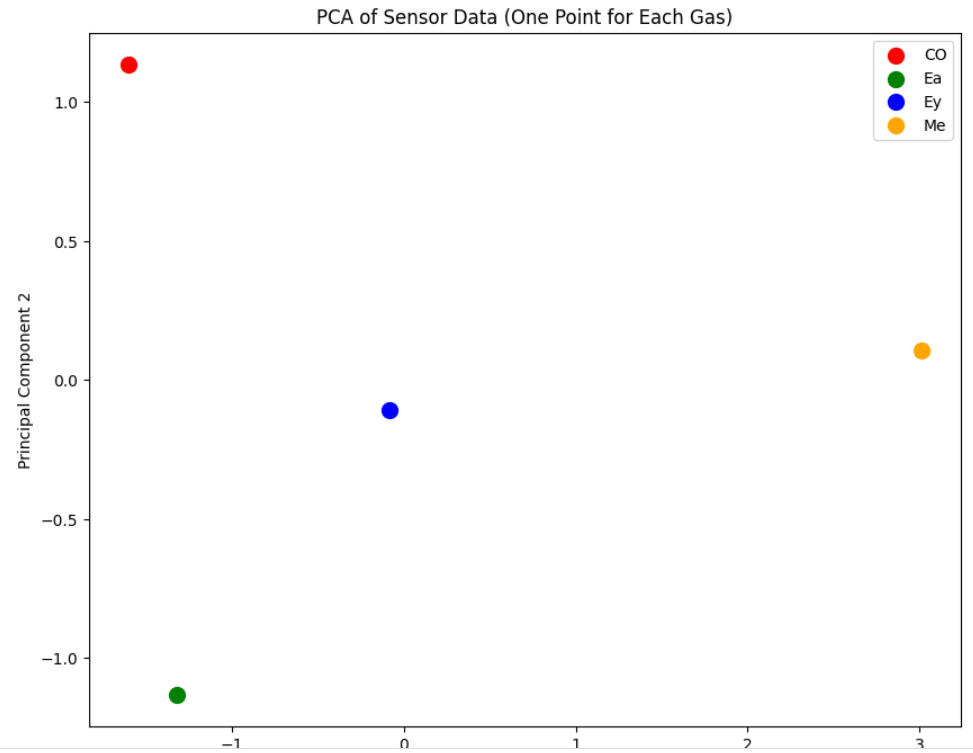 PCA of Sensor Data (One Point for Each Gas)
CO
Ea
Ey
Me
1.0
0.5
0.0
−0.5
−1.0
Principal Component 2
−1
0
1
2
3